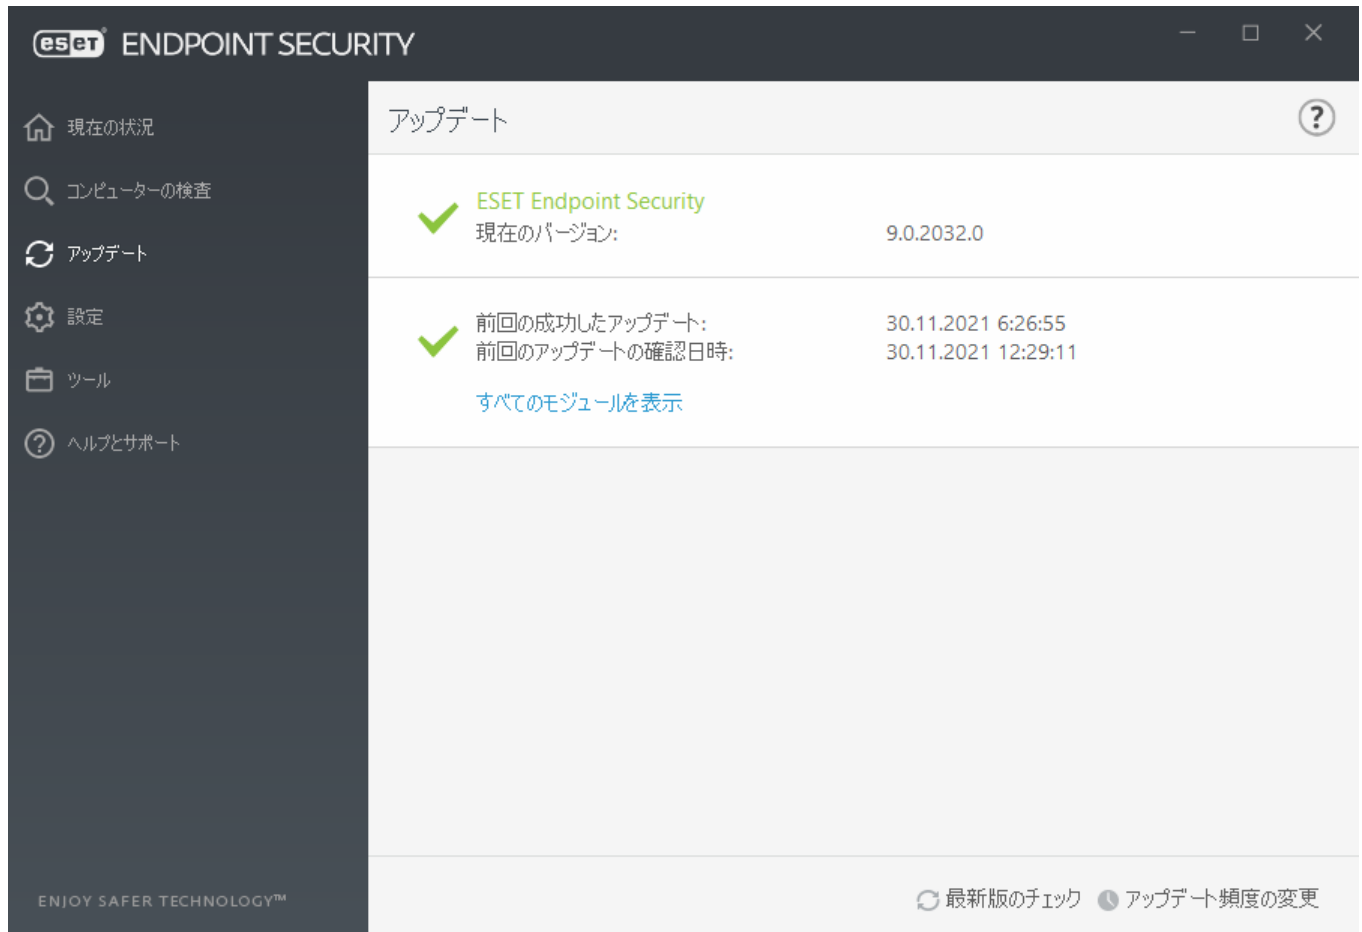 eseT ENDPOINT SECURITY
現在の状況
コンピューターの検査
アップデート
設定
ツール
ヘルプとサポート
ENJOY SAFER TECHNOLOGY™
アップデート
?
ESET Endpoint Security
現在のバージョン: 9.0.2032.0
前回の成功したアップデート: 30.11.2021 6:26:55
前回のアップデートの確認日時: 30.11.2021 12:29:11
すべてのモジュールを表示
最新版のチェック アップデート頻度の変更